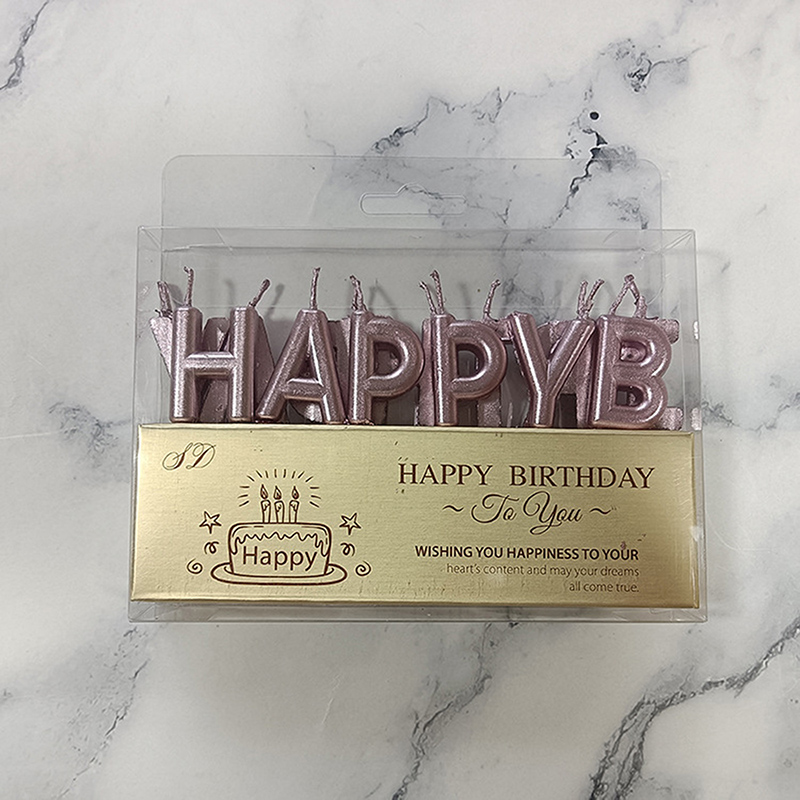 HAPPYB
SD
Happy
HAPPY BIRTHDAY
~ To You ~
WISHING YOU HAPPINESS TO YOUR
heart's content and may your dreams
all come true.